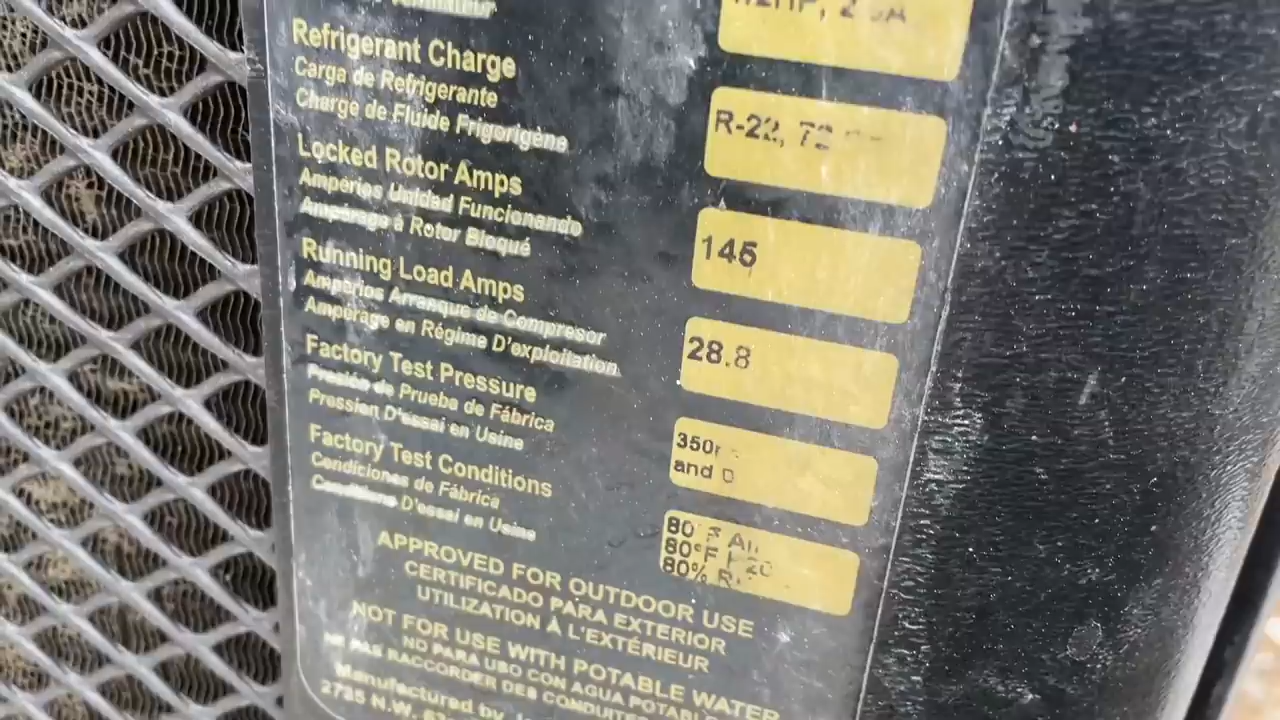 Refrigerant Charge
Carga de Refrigerante
Charge de Fluide Frigorigène
R-22, 72
Locked Rotor Amps
Amperios Unidad Funcionando
Ampérage à Rotor Bloqué
145
Running Load Amps
Amperios Arranque de Compresor
Ampérage en Régime D'exploitation
28.8
Factory Test Pressure
Presión de Prueba de Fábrica
Pression D'essai en Usine
350
and
Factory Test Conditions
Condiciones de Fábrica
Conditions D'essai en Usine
80°F
80°F
80%
APPROVED FOR OUTDOOR USE
CERTIFICADO PARA EXTERIOR
UTILIZATION À L'EXTÉRIEUR
NOT FOR USE WITH POTABLE WATER
NO PARA USO CON AGUA POTABLE
NE PAS RACCORDER DES CONDUITES
Manufactured by
2725 N.W.